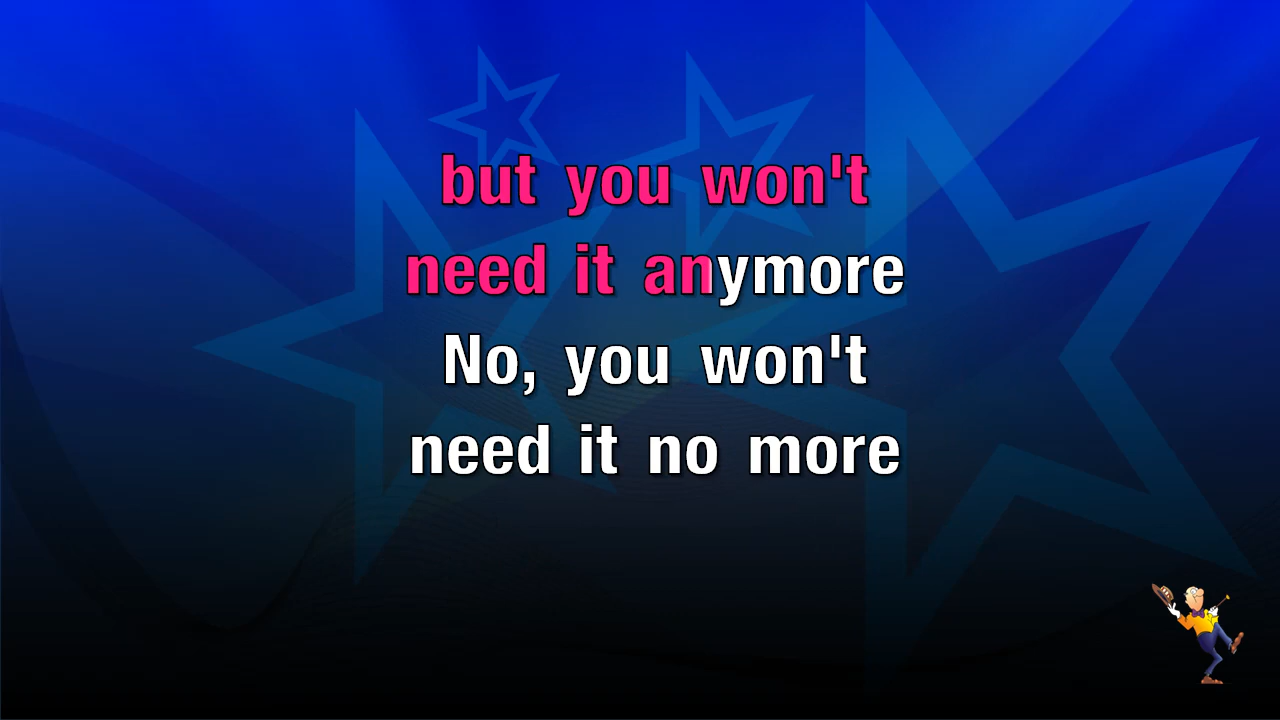 but you won't
need it anymore
No, you won't
need it no more